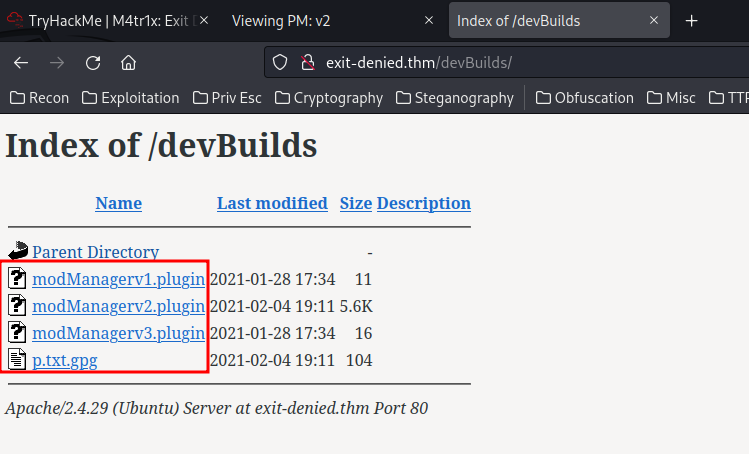 TryHackMe | M4tr1x: Exit
Viewing PM: v2
Index of /devBuilds
exit-denied.thm/devBuilds/
Recon Exploitation Priv Esc Cryptography Steganography Obfuscation Misc TTP
Index of /devBuilds
Name Last modified Size Description
Parent Directory -
modManagerv1.plugin 2021-01-28 17:34 11
modManagerv2.plugin 2021-02-04 19:11 5.6K
modManagerv3.plugin 2021-01-28 17:34 16
p.txt.gpg 2021-02-04 19:11 104
Apache/2.4.29 (Ubuntu) Server at exit-denied.thm Port 80